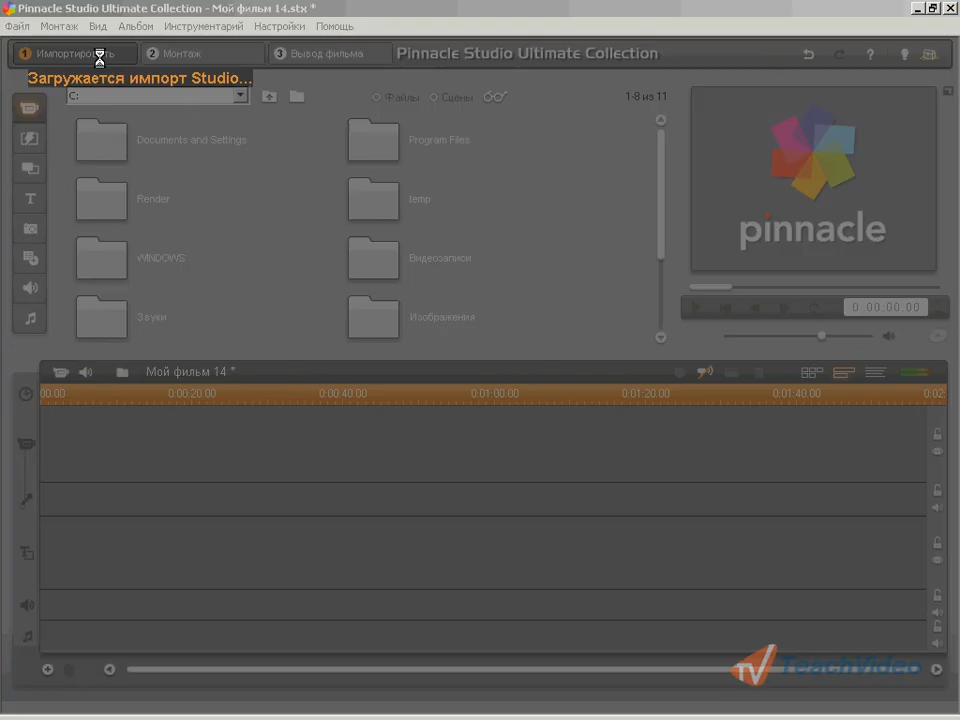 Pinnacle Studio Ultimate Collection - Мой фильм 14.stx *
Файл Монтаж Вид Альбом Инструментарий Настройки Помощь
1 Импортировать 2 Монтаж 3 Вывод фильма Pinnacle Studio Ultimate Collection
Загружается импорт Studio...
C: Файлы Сцены 1-8 из 11
Documents and Settings Program Files
Render temp
WINDOWS Видеозаписи
Звуки Изображения
pinnacle
0:00:00.00
Мой фильм 14 *
00.00 0:00:20.00 0:00:40.00 0:01:00.00 0:01:20.00 0:01:40.00 0:02:
TeachVideo